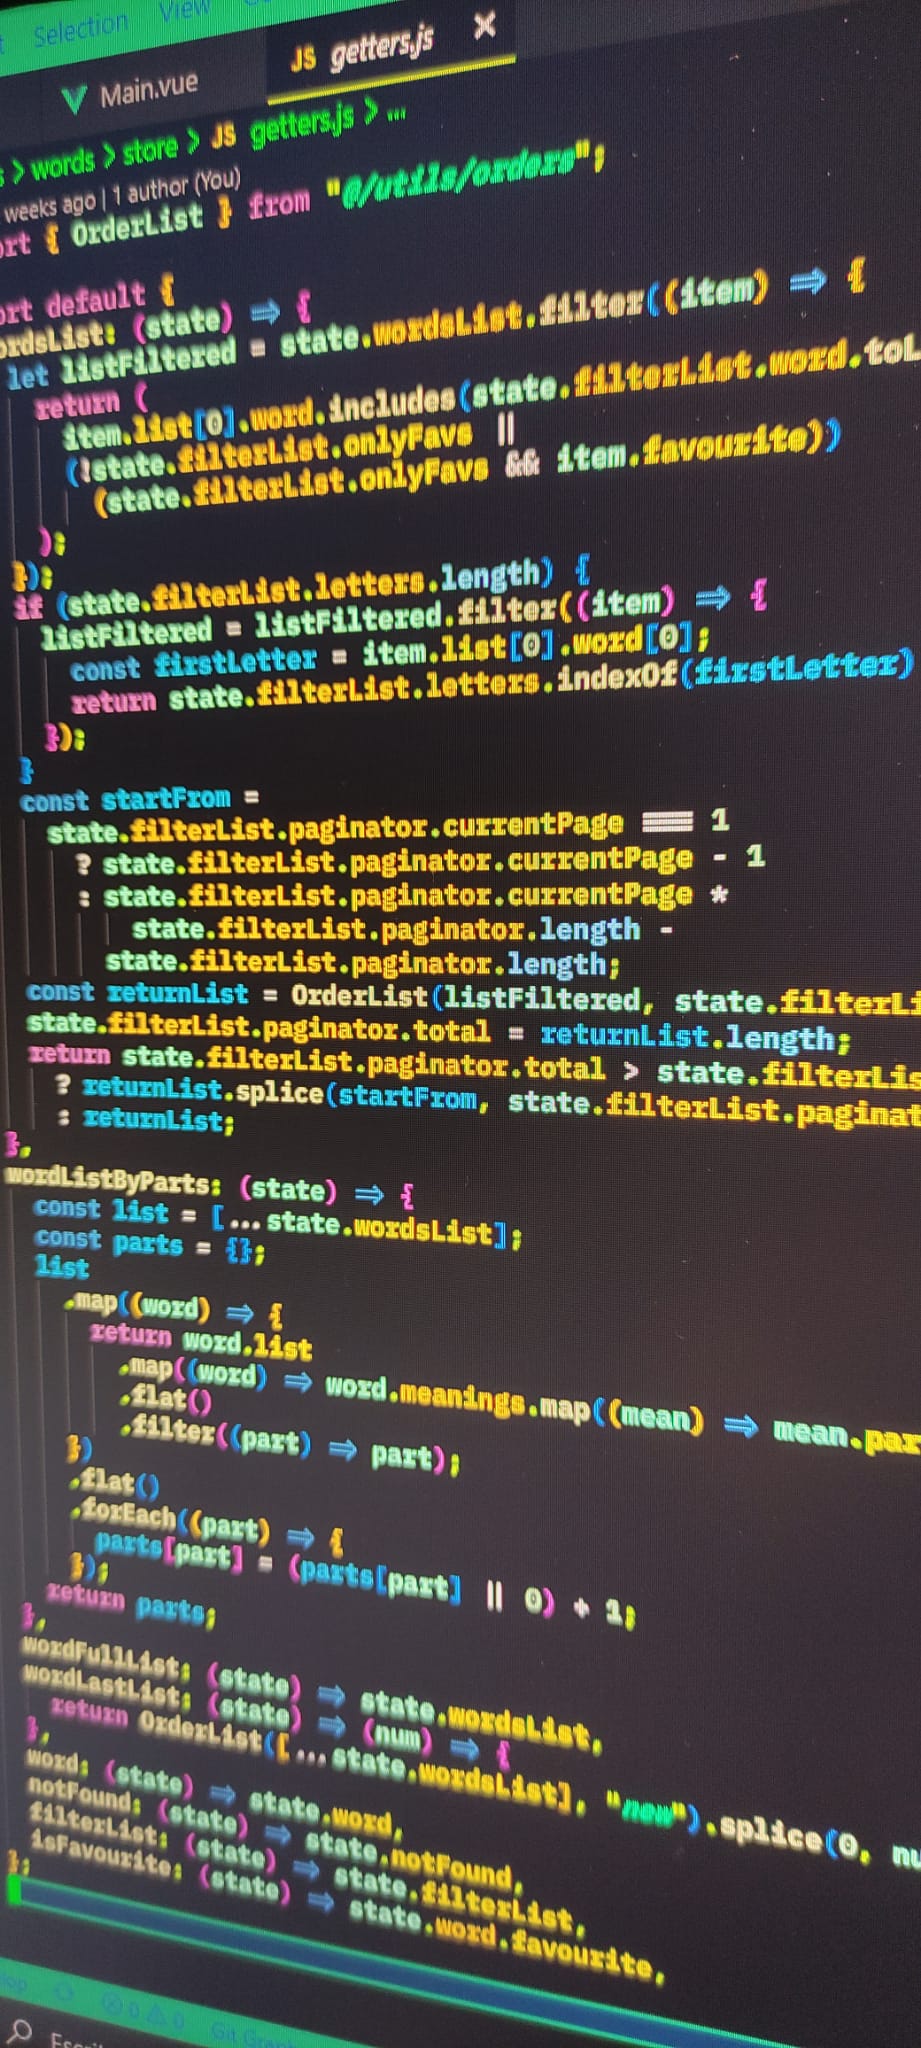 Selection View
Main.vue JS getters.js
> words > store > JS getters.js > ...
weeks ago | 1 author (You)
ort { OrderList } from "@/utils/orders";
ort default {
ordsList: (state) => {
let listFiltered = state.wordsList.filter((item) => {
return (
item.list[0].word.includes(state.filterList.word.toL
(!state.filterList.onlyFavs ||
(state.filterList.onlyFavs && item.favourite))
);
});
if (state.filterList.letters.length) {
listFiltered = listFiltered.filter((item) => {
const firstLetter = item.list[0].word[0];
return state.filterList.letters.indexOf(firstLetter)
});
}
const startFrom =
state.filterList.paginator.currentPage === 1
? state.filterList.paginator.currentPage - 1
: state.filterList.paginator.currentPage *
state.filterList.paginator.length -
state.filterList.paginator.length;
const returnList = OrderList(listFiltered, state.filterLi
state.filterList.paginator.total = returnList.length;
return state.filterList.paginator.total > state.filterLis
? returnList.splice(startFrom, state.filterList.paginat
: returnList;
},
wordListByParts: (state) => {
const list = [...state.wordsList];
const parts = {};
list
.map((word) => {
return word.list
.map((word) => word.meanings.map((mean) => mean.par
.flat()
.filter((part) => part);
})
.flat()
.forEach((part) => {
parts[part] = (parts[part] || 0) + 1;
});
return parts;
},
wordFullList: (state) => state.wordsList,
wordLastList: (state) => (num) => {
return OrderList([...state.wordsList], "new").splice(0, nu
},
word: (state) => state.word,
notFound: (state) => state.notFound,
filterList: (state) => state.filterList,
isFavourite: (state) => state.word.favourite,
};
0 0 Git Graph
Escri